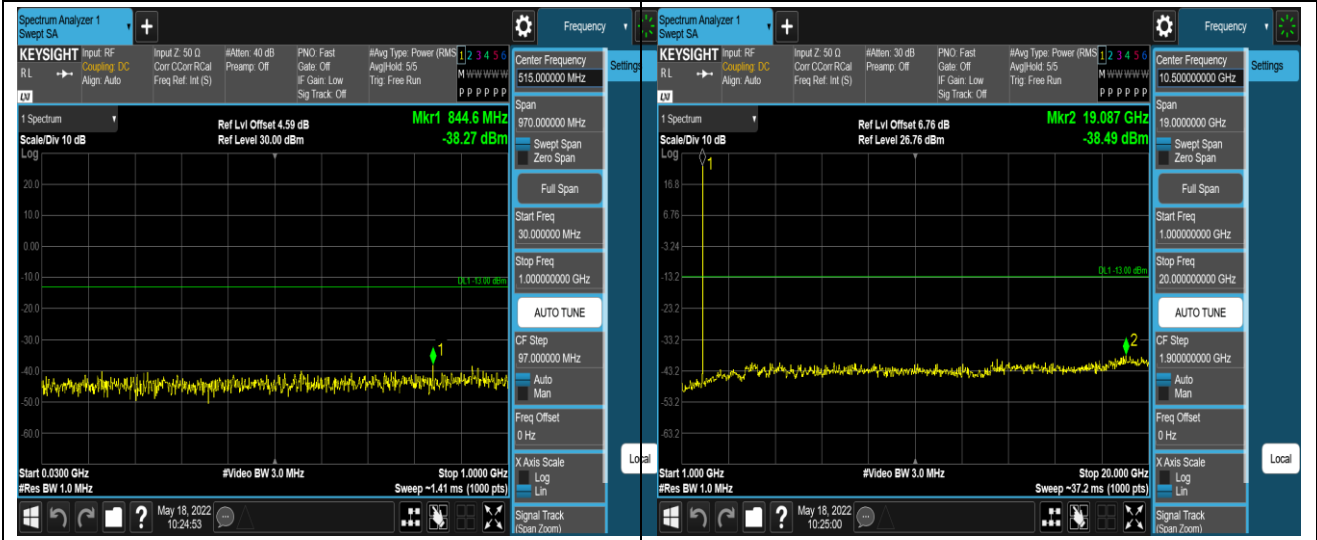 Spectrum Analyzer 1
Swept SA
+
Frequency
KEYSIGHT
RL
LXI
Input: RF
Coupling: DC
Align: Auto
Input Z: 50 Ω
Corr CCorr RCal
Freq Ref: Int (S)
#Atten: 40 dB
Preamp: Off
PNO: Fast
Gate: Off
IF Gain: Low
Sig Track: Off
#Avg Type: Power (RMS
Avg|Hold: 5/5
Trig: Free Run
1 2 3 4 5 6
M W W W W W
P P P P P P
Center Frequency
515.000000 MHz
Settings
1 Spectrum
Scale/Div 10 dB
Log
Ref Lvl Offset 4.59 dB
Ref Level 30.00 dBm
Mkr1 844.6 MHz
-38.27 dBm
Span
970.000000 MHz
Swept Span
Zero Span
Full Span
Start Freq
30.000000 MHz
Stop Freq
1.000000000 GHz
AUTO TUNE
CF Step
97.000000 MHz
Auto
Man
Freq Offset
0 Hz
X Axis Scale
Log
Lin
Signal Track
(Span Zoom)
Local
20.0
10.0
0.00
-10.0
DL1 -13.00 dBm
-20.0
-30.0
1
-40.0
-50.0
-60.0
Start 0.0300 GHz
#Res BW 1.0 MHz
#Video BW 3.0 MHz
Stop 1.0000 GHz
Sweep ~1.41 ms (1000 pts)
?
May 18, 2022
10:24:53
Spectrum Analyzer 1
Swept SA
+
Frequency
KEYSIGHT
RL
LXI
Input: RF
Coupling: DC
Align: Auto
Input Z: 50 Ω
Corr CCorr RCal
Freq Ref: Int (S)
#Atten: 30 dB
Preamp: Off
PNO: Fast
Gate: Off
IF Gain: Low
Sig Track: Off
#Avg Type: Power (RMS
Avg|Hold: 5/5
Trig: Free Run
1 2 3 4 5 6
M W W W W W
P P P P P P
Center Frequency
10.500000000 GHz
Settings
1 Spectrum
Scale/Div 10 dB
Log
Ref Lvl Offset 6.76 dB
Ref Level 26.76 dBm
Mkr2 19.087 GHz
-38.49 dBm
Span
19.0000000 GHz
Swept Span
Zero Span
Full Span
Start Freq
1.000000000 GHz
Stop Freq
20.000000000 GHz
AUTO TUNE
CF Step
1.900000000 GHz
Auto
Man
Freq Offset
0 Hz
X Axis Scale
Log
Lin
Signal Track
(Span Zoom)
Local
1
16.8
6.76
-3.24
-13.2
DL1 -13.00 dBm
-23.2
-33.2
2
-43.2
-53.2
-63.2
Start 1.000 GHz
#Res BW 1.0 MHz
#Video BW 3.0 MHz
Stop 20.000 GHz
Sweep ~37.2 ms (1000 pts)
?
May 18, 2022
10:25:00